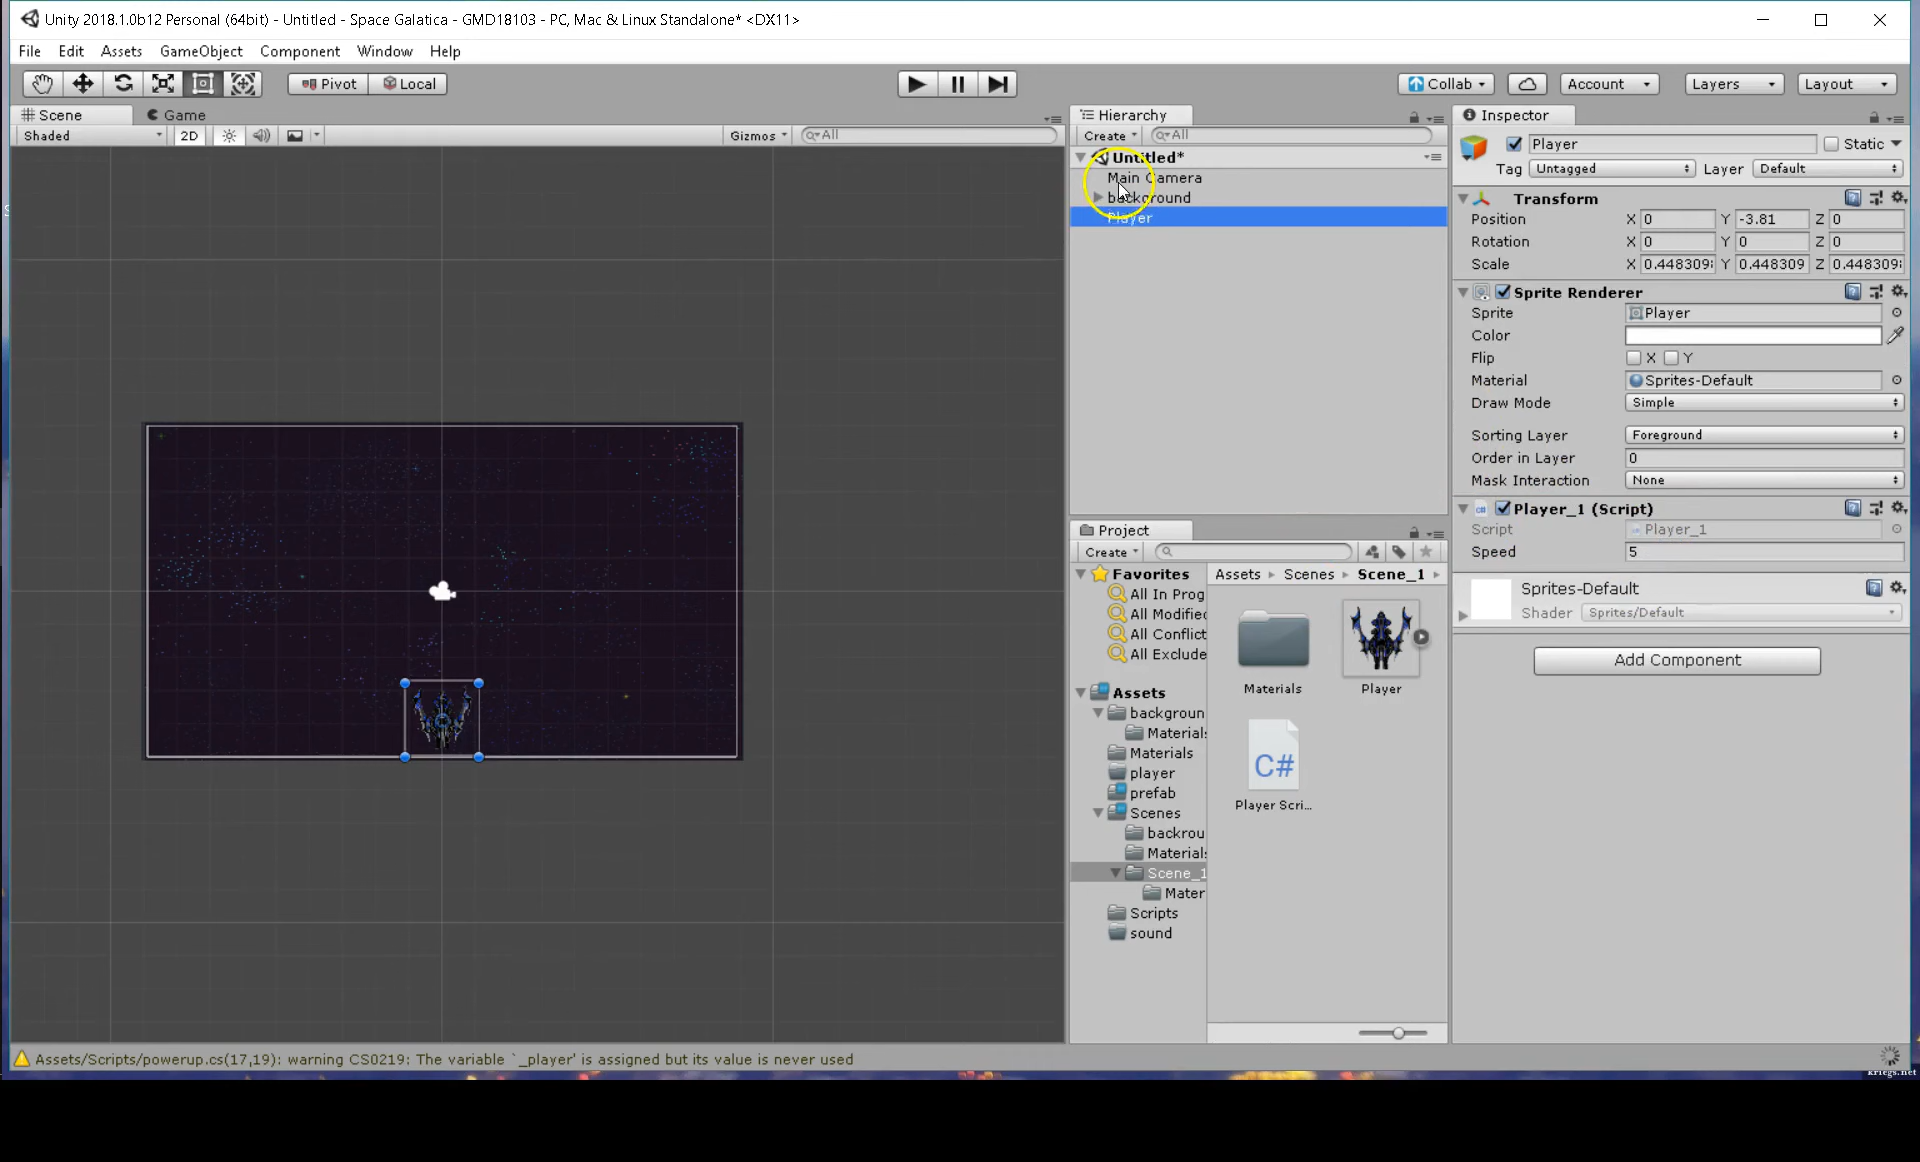 Unity 2018.1.0b12 Personal (64bit) - Untitled - Space Galatica - GMD18103 - PC, Mac & Linux Standalone* <DX11>
File Edit Assets GameObject Component Window Help
Pivot Local Collab Account Layers Layout
Scene Game
Shaded 2D Gizmos All
Hierarchy
Create All
Untitled*
Main Camera
background
Player
Project
Create
Favorites
All In Prog
All Modified
All Conflict
All Exclude
Assets
backgroun
Materials
Materials
player
prefab
Scenes
backrou
Materials
Scene_1
Mater
Scripts
sound
Assets Scenes Scene_1
Materials
Player
C#
Player Scri...
Inspector
Player Static
Tag Untagged Layer Default
Transform
Position X 0 Y -3.81 Z 0
Rotation X 0 Y 0 Z 0
Scale X 0.448309 Y 0.448309 Z 0.448309
Sprite Renderer
Sprite Player
Color
Flip X Y
Material Sprites-Default
Draw Mode Simple
Sorting Layer Foreground
Order in Layer 0
Mask Interaction None
Player_1 (Script)
Script Player_1
Speed 5
Sprites-Default
Shader Sprites/Default
Add Component
Assets/Scripts/powerup.cs(17,19): warning CS0219: The variable `_player' is assigned but its value is never used
kriegs.net